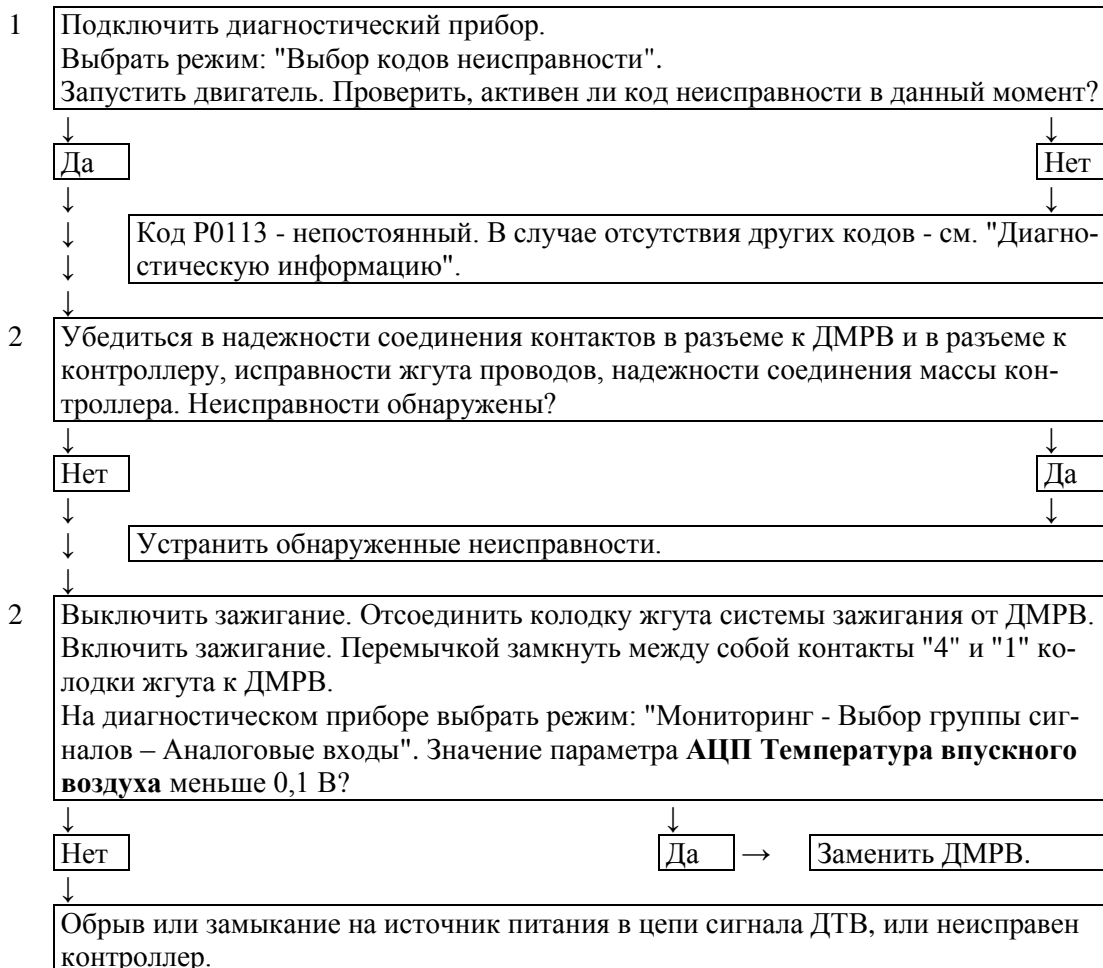 1 Подключить диагностический прибор.
Выбрать режим: "Выбор кодов неисправности".
Запустить двигатель. Проверить, активен ли код неисправности в данный момент?
↓ ↓
Да Нет
↓ ↓
↓ Код Р0113 - непостоянный. В случае отсутствия других кодов - см. "Диагно-
↓ стическую информацию".
↓
2 Убедиться в надежности соединения контактов в разъеме к ДМРВ и в разъеме к
контроллеру, исправности жгута проводов, надежности соединения массы кон-
троллера. Неисправности обнаружены?
↓ ↓
Нет Да
↓ ↓
↓ Устранить обнаруженные неисправности.
↓
2 Выключить зажигание. Отсоединить колодку жгута системы зажигания от ДМРВ.
Включить зажигание. Перемычкой замкнуть между собой контакты "4" и "1" ко-
лодки жгута к ДМРВ.
На диагностическом приборе выбрать режим: "Мониторинг - Выбор группы сиг-
налов – Аналоговые входы". Значение параметра АЦП Температура впускного
воздуха меньше 0,1 В?
↓ ↓
Нет Да → Заменить ДМРВ.
↓
Обрыв или замыкание на источник питания в цепи сигнала ДТВ, или неисправен
контроллер.